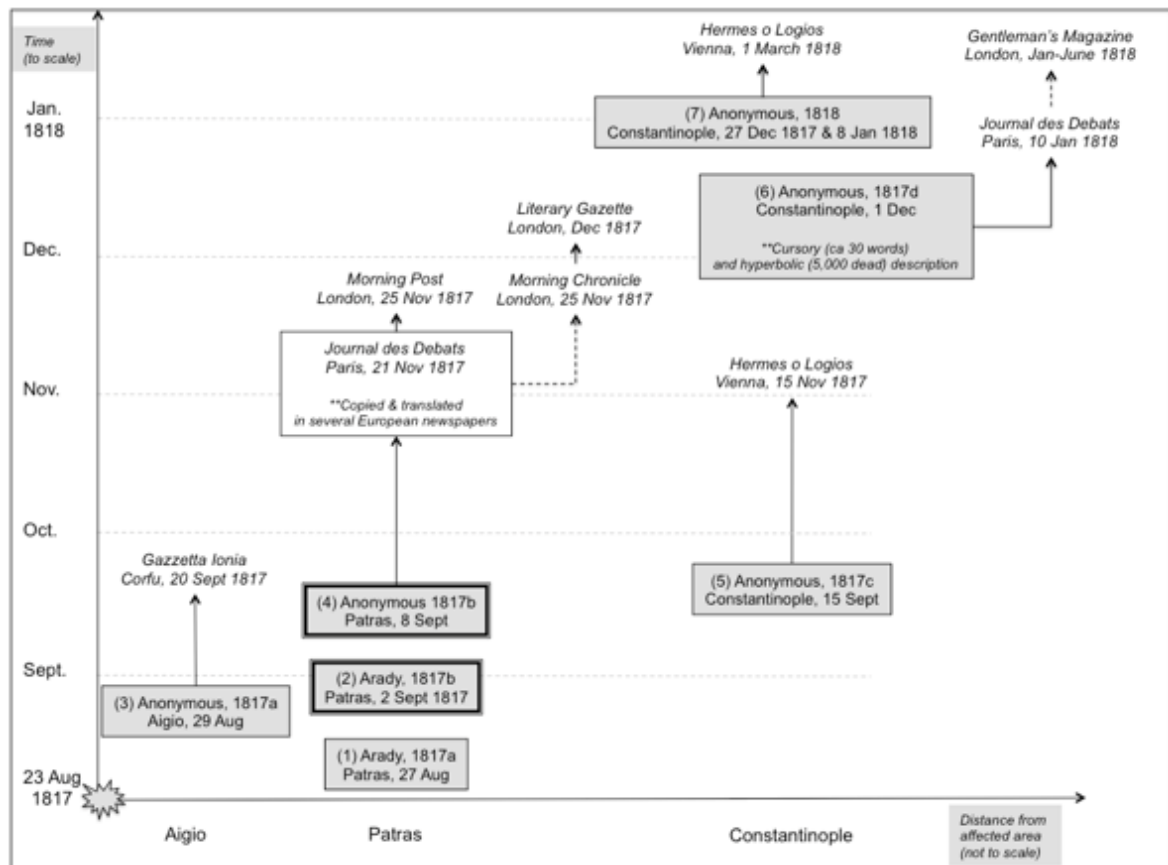 Time
(to scale)
Hermes o Logios
Vienna, 1 March 1818
Gentleman's Magazine
London, Jan-June 1818
Jan.
1818
(7) Anonymous, 1818
Constantinople, 27 Dec 1817 & 8 Jan 1818
Journal des Debats
Paris, 10 Jan 1818
(6) Anonymous, 1817d
Constantinople, 1 Dec
**Cursory (ca 30 words)
and hyperbolic (5,000 dead) description
Literary Gazette
London, Dec 1817
Dec.
Morning Post
London, 25 Nov 1817
Morning Chronicle
London, 25 Nov 1817
Journal des Debats
Paris, 21 Nov 1817
**Copied & translated
in several European newspapers
Hermes o Logios
Vienna, 15 Nov 1817
Nov.
Oct.
Gazzetta Ionia
Corfu, 20 Sept 1817
(4) Anonymous 1817b
Patras, 8 Sept
(5) Anonymous, 1817c
Constantinople, 15 Sept
Sept.
(3) Anonymous, 1817a
Aigio, 29 Aug
(2) Arady, 1817b
Patras, 2 Sept 1817
(1) Arady, 1817a
Patras, 27 Aug
23 Aug
1817
Aigio
Patras
Constantinople
Distance from
affected area
(not to scale)